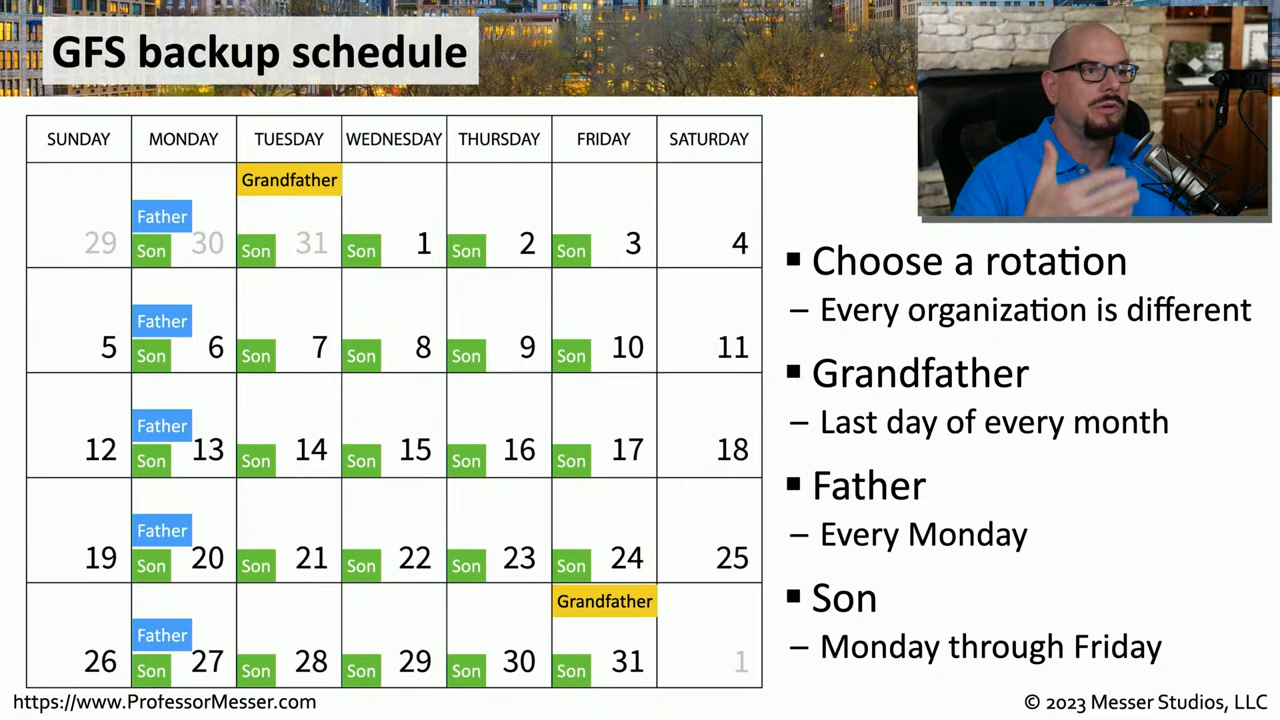 GFS backup schedule
SUNDAY MONDAY TUESDAY WEDNESDAY THURSDAY FRIDAY SATURDAY
Grandfather
Father
29 Son 30 Son 31 Son 1 Son 2 Son 3 4
Father
5 Son 6 Son 7 Son 8 Son 9 Son 10 11
Father
12 Son 13 Son 14 Son 15 Son 16 Son 17 18
Father
19 Son 20 Son 21 Son 22 Son 23 Son 24 25
Grandfather
Father
26 Son 27 Son 28 Son 29 Son 30 Son 31 1
▪ Choose a rotation
– Every organization is different
▪ Grandfather
– Last day of every month
▪ Father
– Every Monday
▪ Son
– Monday through Friday
https://www.ProfessorMesser.com
© 2023 Messer Studios, LLC